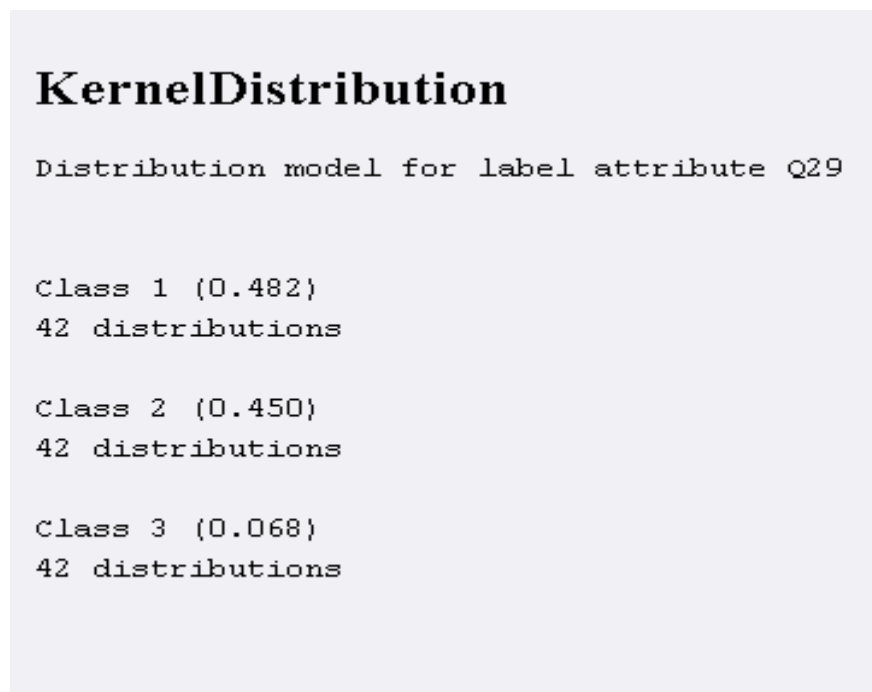 KernelDistribution
Distribution model for label attribute Q29
Class 1 (0.482)
42 distributions
Class 2 (0.450)
42 distributions
Class 3 (0.068)
42 distributions